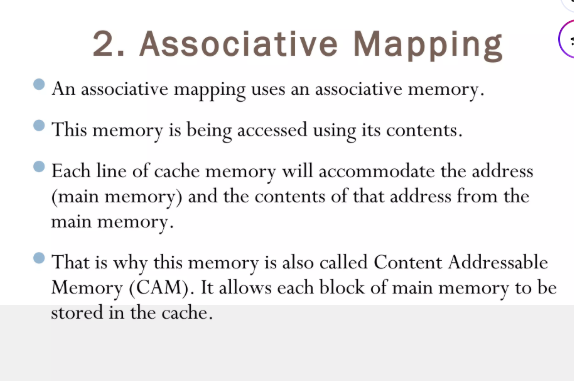 2. Associative Mapping
An associative mapping uses an associative memory.
This memory is being accessed using its contents.
Each line of cache memory will accommodate the address
(main memory) and the contents of that address from the
main memory.
That is why this memory is also called Content Addressable
Memory (CAM). It allows each block of main memory to be
stored in the cache.